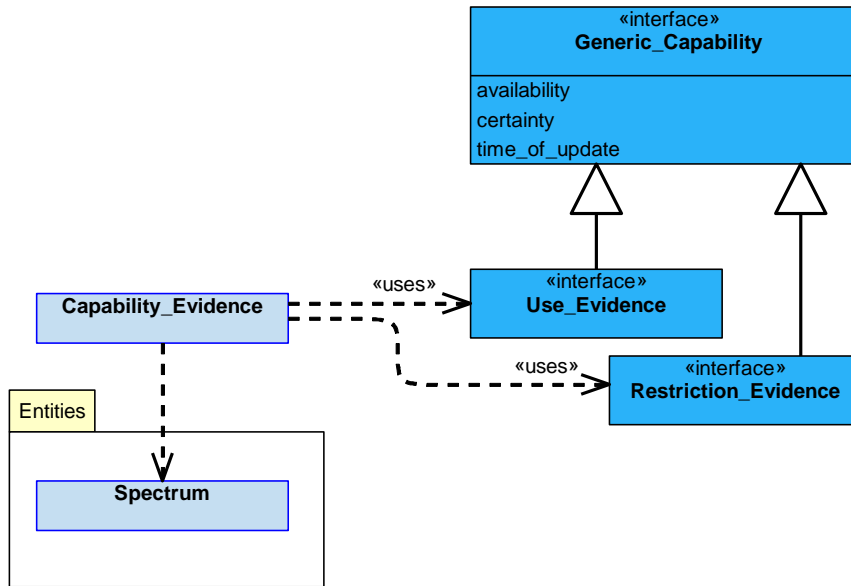 «interface»
Generic_Capability
availability
certainty
time_of_update
«uses»
«interface»
Use_Evidence
Capability_Evidence
«uses»
«interface»
Restriction_Evidence
Entities
Spectrum